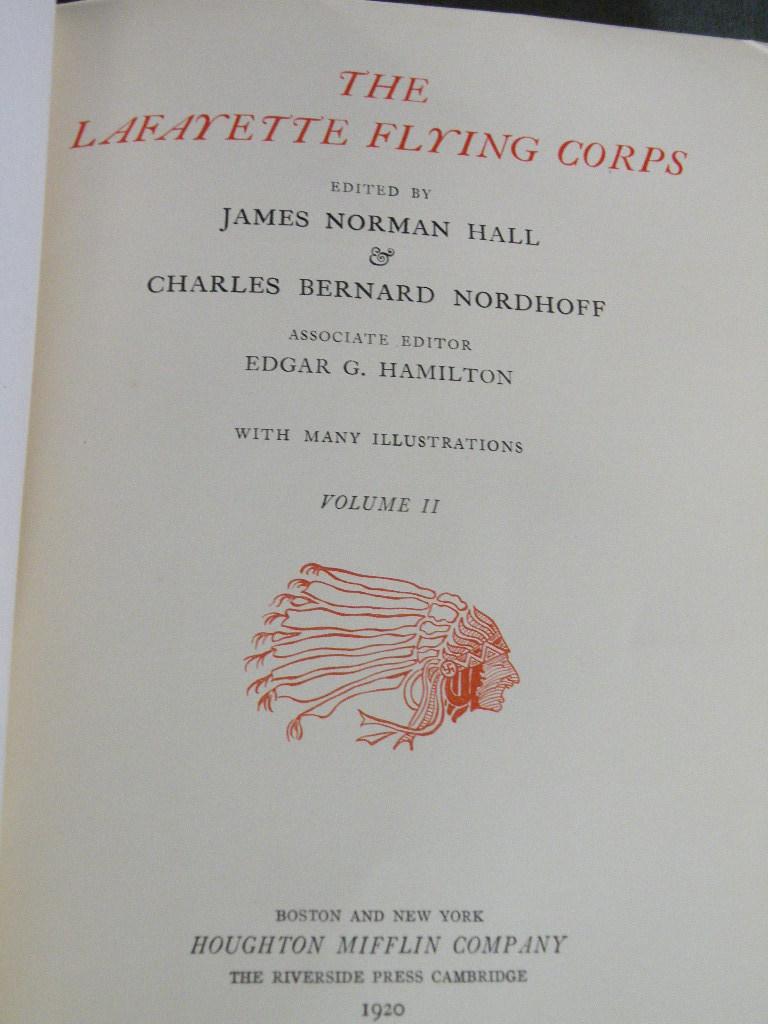 THE
LAFAYETTE FLYING CORPS
EDITED BY
JAMES NORMAN HALL
&
CHARLES BERNARD NORDHOFF
ASSOCIATE EDITOR
EDGAR G. HAMILTON
WITH MANY ILLUSTRATIONS
VOLUME II
BOSTON AND NEW YORK
HOUGHTON MIFFLIN COMPANY
THE RIVERSIDE PRESS CAMBRIDGE
1920